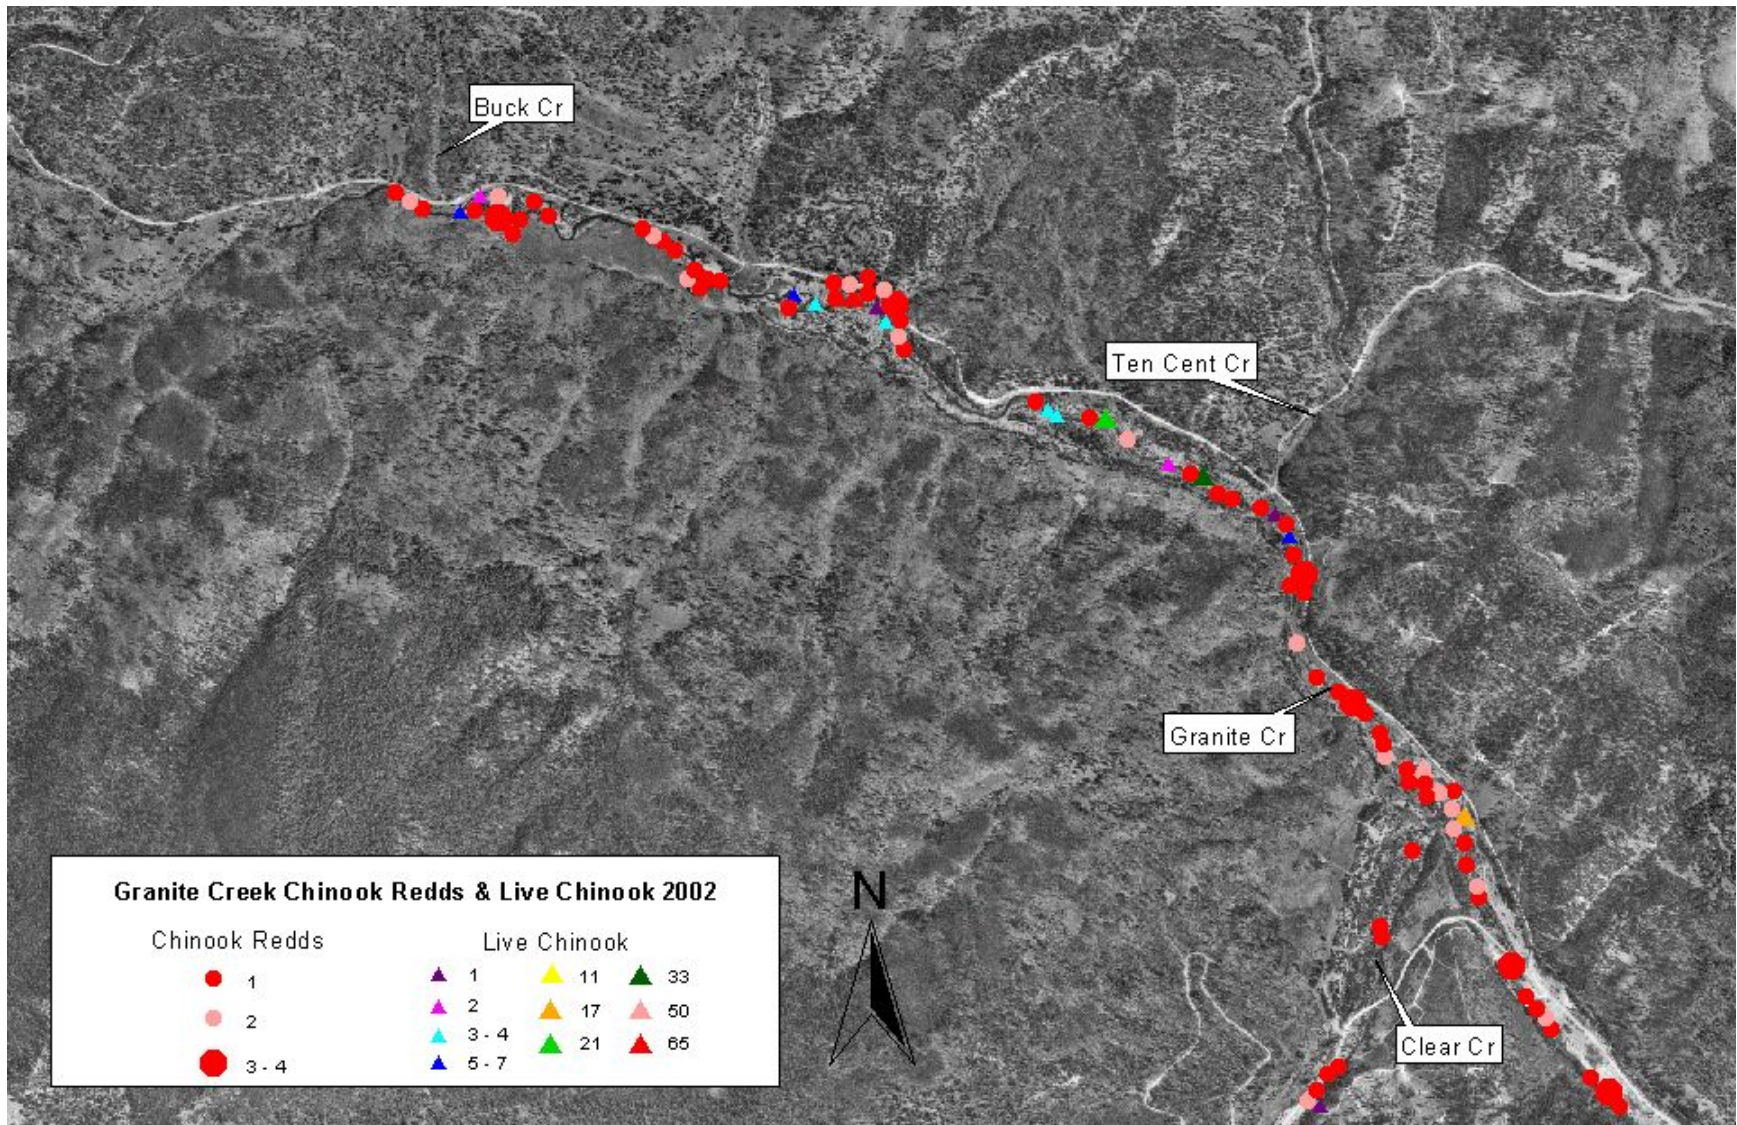 Buck Cr
Ten Cent Cr
Granite Cr
Clear Cr
N
Granite Creek Chinook Redds & Live Chinook 2002
Chinook Redds
1
2
3 - 4
Live Chinook
1
2
3 - 4
5 - 7
11
17
21
33
50
65